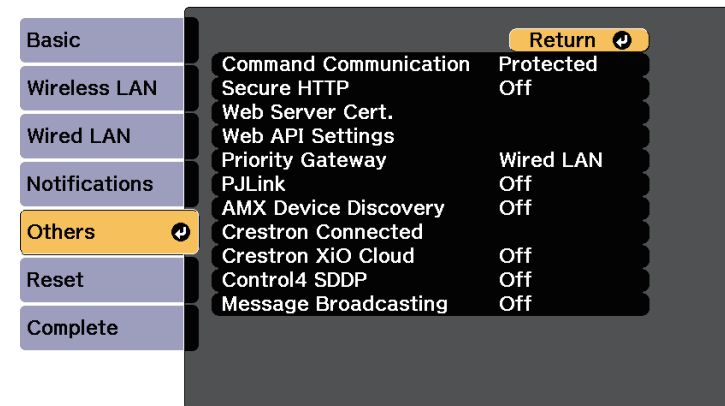 Basic
Wireless LAN
Wired LAN
Notifications
Others
Reset
Complete
Return
Command Communication Protected
Secure HTTP Off
Web Server Cert.
Web API Settings
Priority Gateway Wired LAN
PJLink Off
AMX Device Discovery Off
Crestron Connected
Crestron XiO Cloud Off
Control4 SDDP Off
Message Broadcasting Off